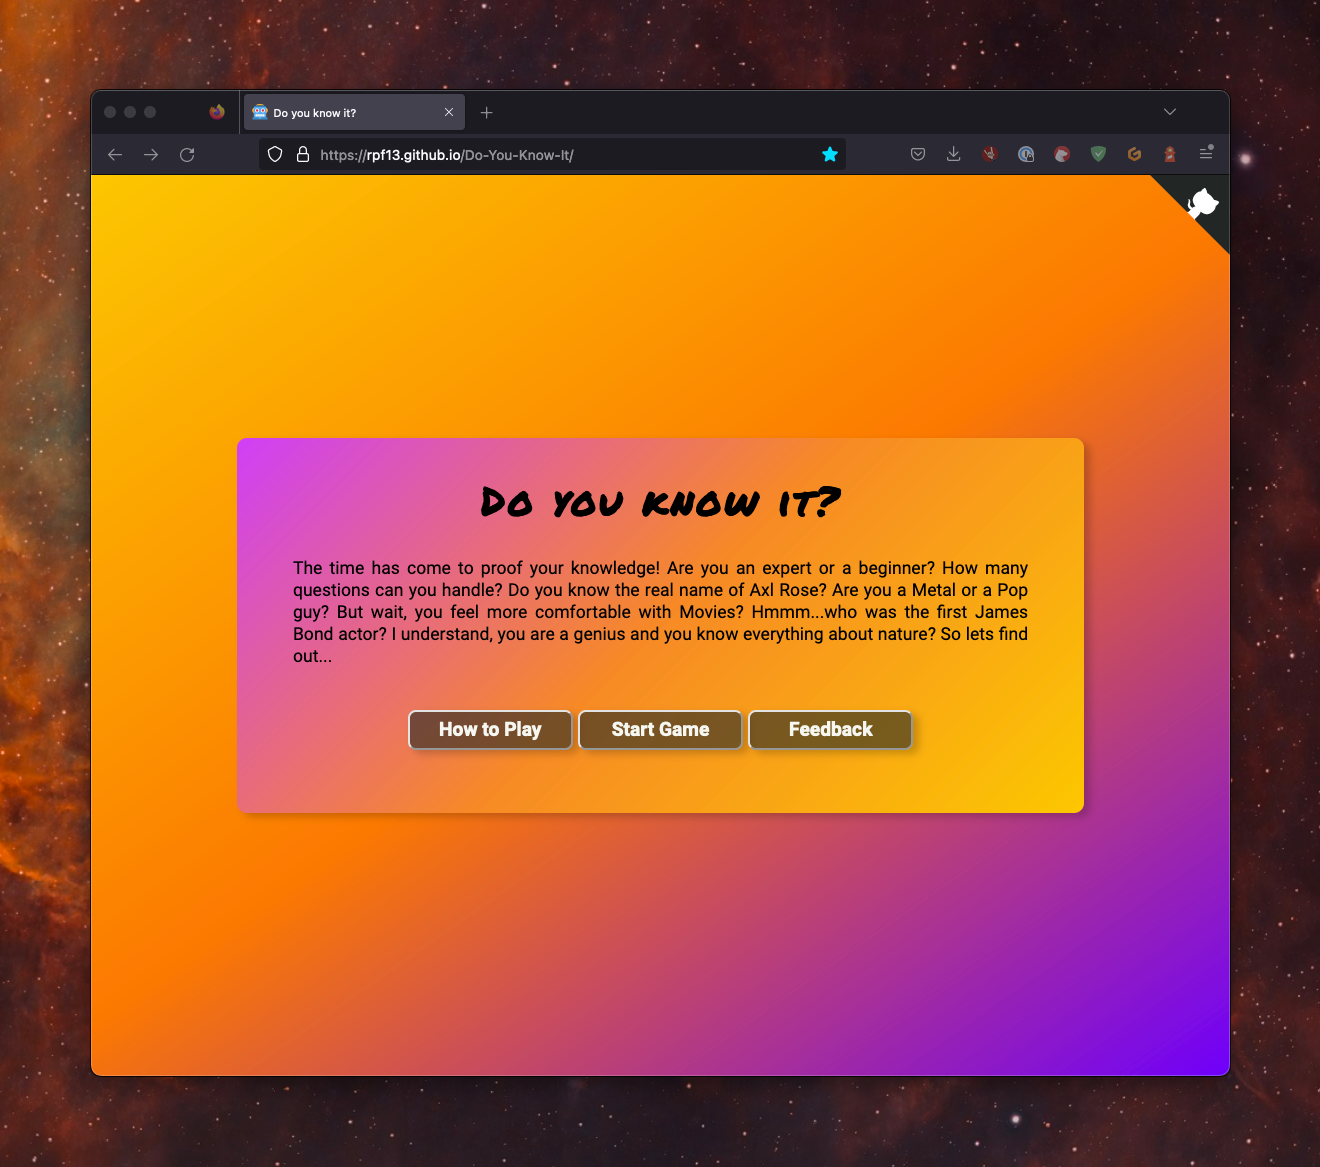 Do you know it?
https://rpf13.github.io/Do-You-Know-It/
Do you know it?
The time has come to proof your knowledge! Are you an expert or a beginner? How many
questions can you handle? Do you know the real name of Axl Rose? Are you a Metal or a Pop
guy? But wait, you feel more comfortable with Movies? Hmmm...who was the first James
Bond actor? I understand, you are a genius and you know everything about nature? So lets find
out...
How to Play
Start Game
Feedback